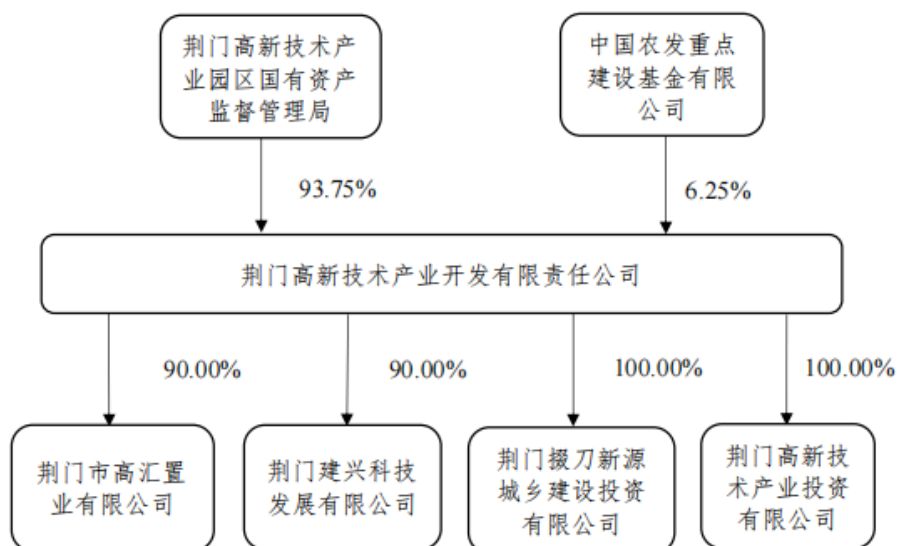 荆门高新技术产
业园区国有资产
监督管理局
中国农发重点
建设基金有限
公司
93.75%
6.25%
荆门高新技术产业开发有限责任公司
90.00%
90.00%
100.00%
100.00%
荆门市高汇置
业有限公司
荆门建兴科技
发展有限公司
荆门掇刀新源
城乡建设投资
有限公司
荆门高新技
术产业投资
有限公司